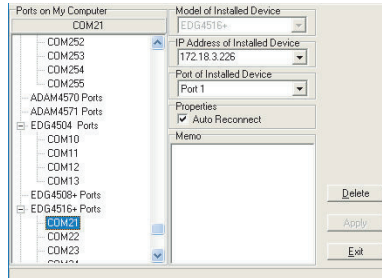 Ports on My Computer
COM21
COM252
COM253
COM254
COM255
ADAM4570 Ports
ADAM4571 Ports
EDG4504 Ports
COM10
COM11
COM12
COM13
EDG4508+ Ports
EDG4516+ Ports
COM21
COM22
COM23
COM24
Model of Installed Device
EDG4516+
IP Address of Installed Device
172.18.3.226
Port of Installed Device
Port 1
Properties
Auto Reconnect
Memo
Delete
Apply
Exit